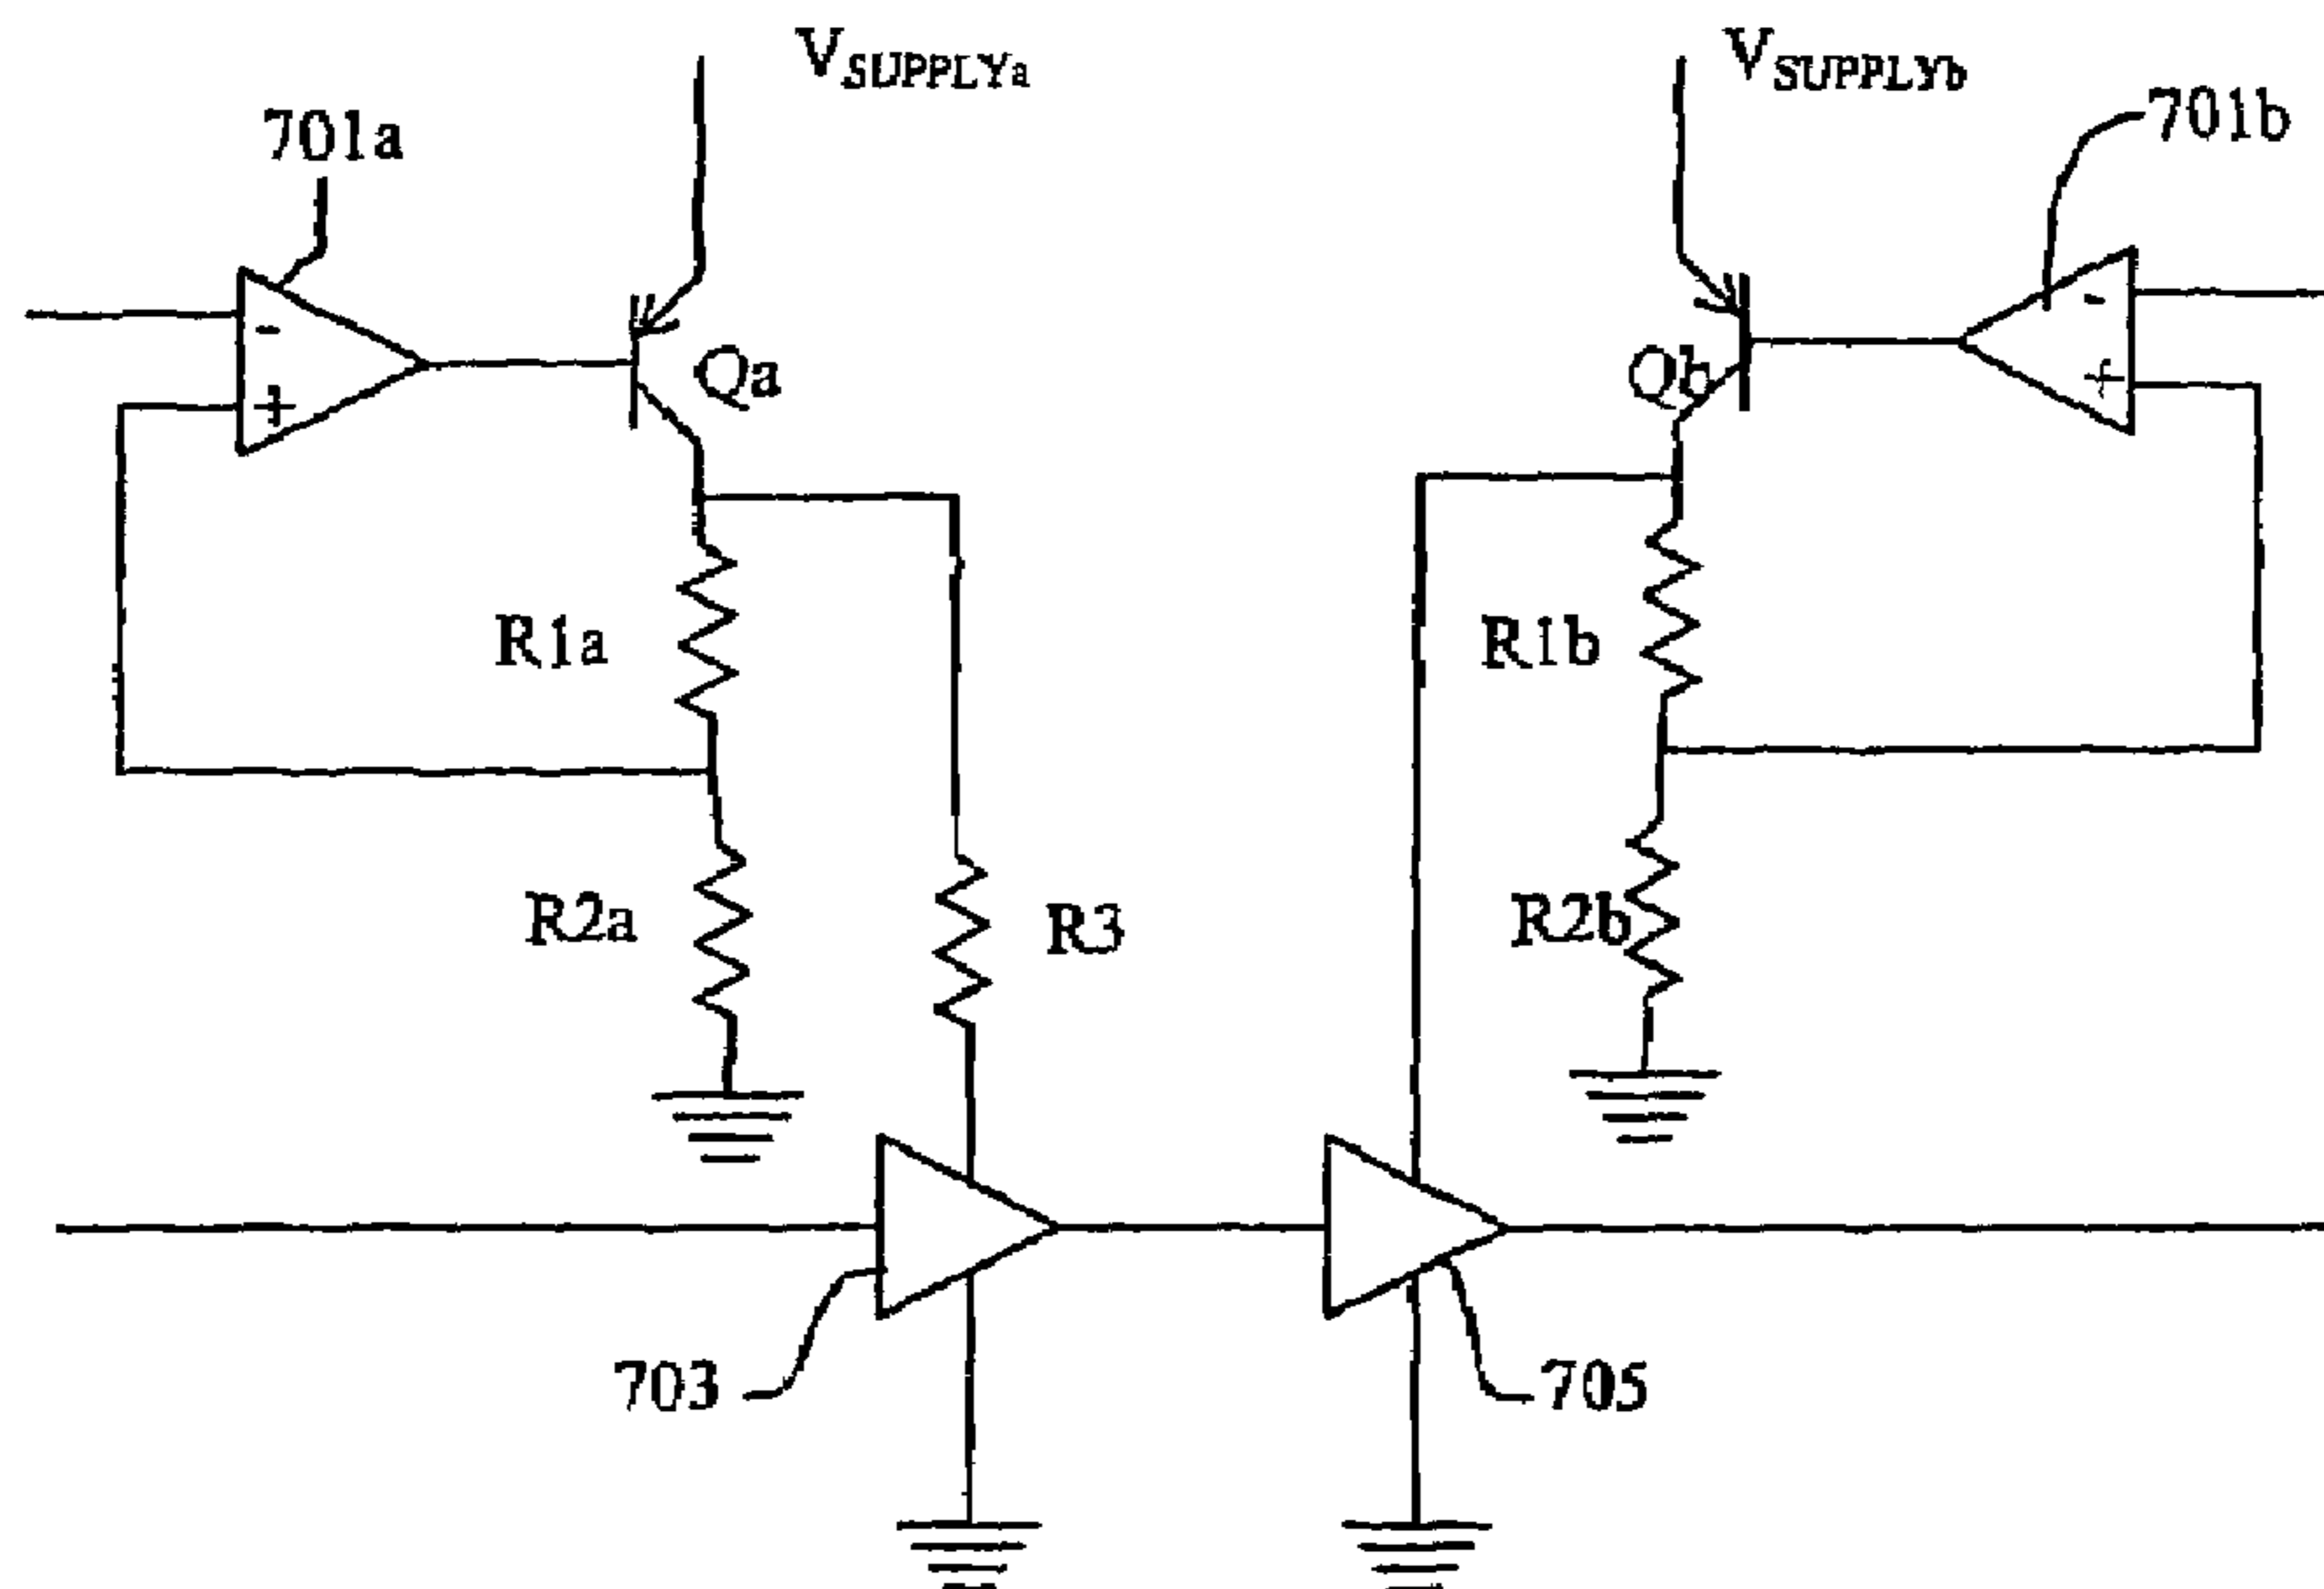 VSUPPLYa
VSUPPLYb
701a
701b
-
+
Qa
-
+
Qb
R1a
R1b
R2a
R3
R2b
703
705